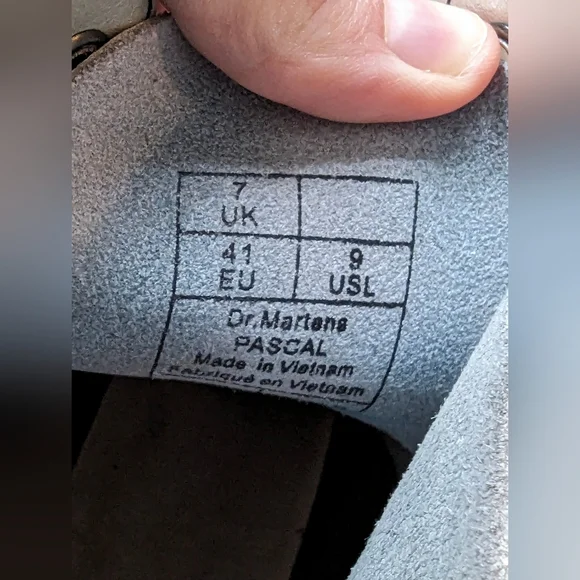 7
UK
41
EU
9
USL
Dr.Martens
PASCAL
Made in Vietnam
Fabriqué en Vietnam